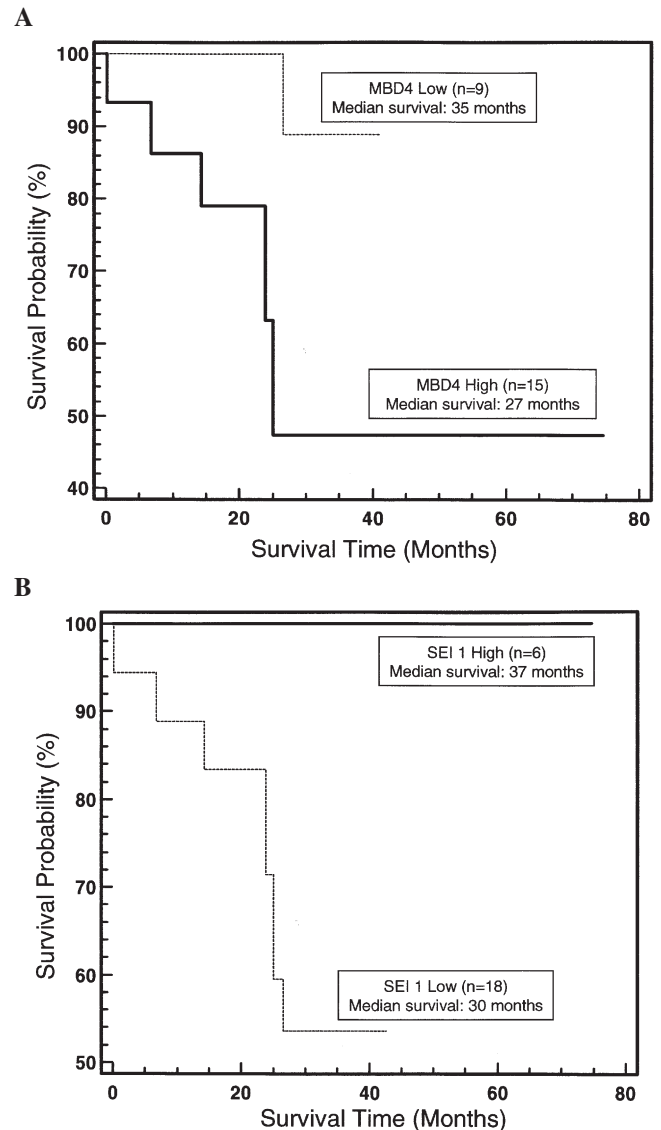 A
100
90
80
70
60
50
40
Survival Probability (%)
MBD4 Low (n=9)
Median survival: 35 months
MBD4 High (n=15)
Median survival: 27 months
0 20 40 60 80
Survival Time (Months)
B
100
90
80
70
60
50
Survival Probability (%)
SEI 1 High (n=6)
Median survival: 37 months
SEI 1 Low (n=18)
Median survival: 30 months
0 20 40 60 80
Survival Time (Months)